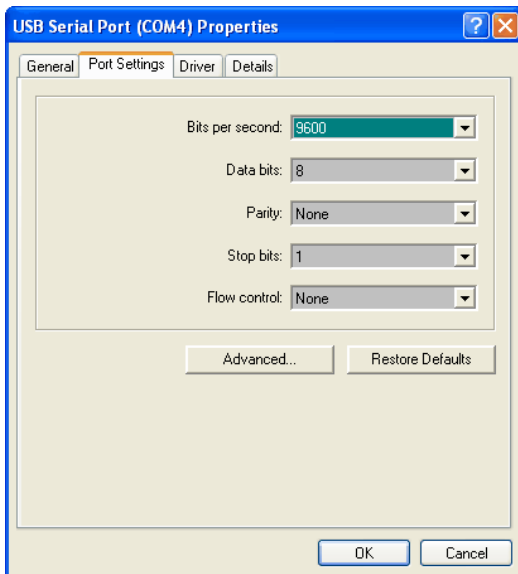 USB Serial Port (COM4) Properties
General Port Settings Driver Details
Bits per second: 9600
Data bits: 8
Parity: None
Stop bits: 1
Flow control: None
Advanced... Restore Defaults
OK Cancel